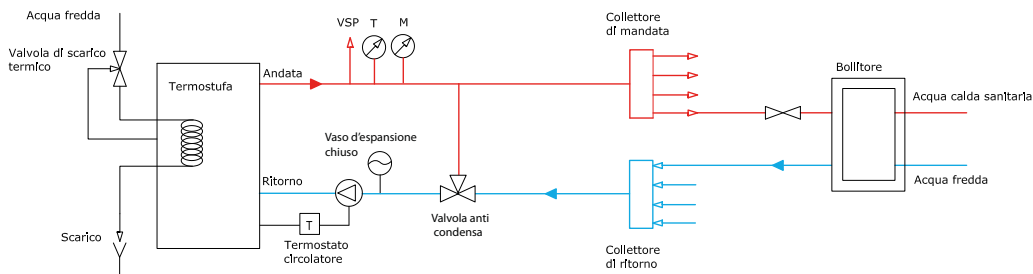 Acqua fredda
Valvola di scarico
termico
Termostufa
Andata
VSP
T
M
Collettore
di mandata
Bollitore
Acqua calda sanitaria
Vaso d'espansione
chiuso
Ritorno
Acqua fredda
Valvola anti
condensa
T
Termostato
circolatore
Scarico
Collettore
di ritorno